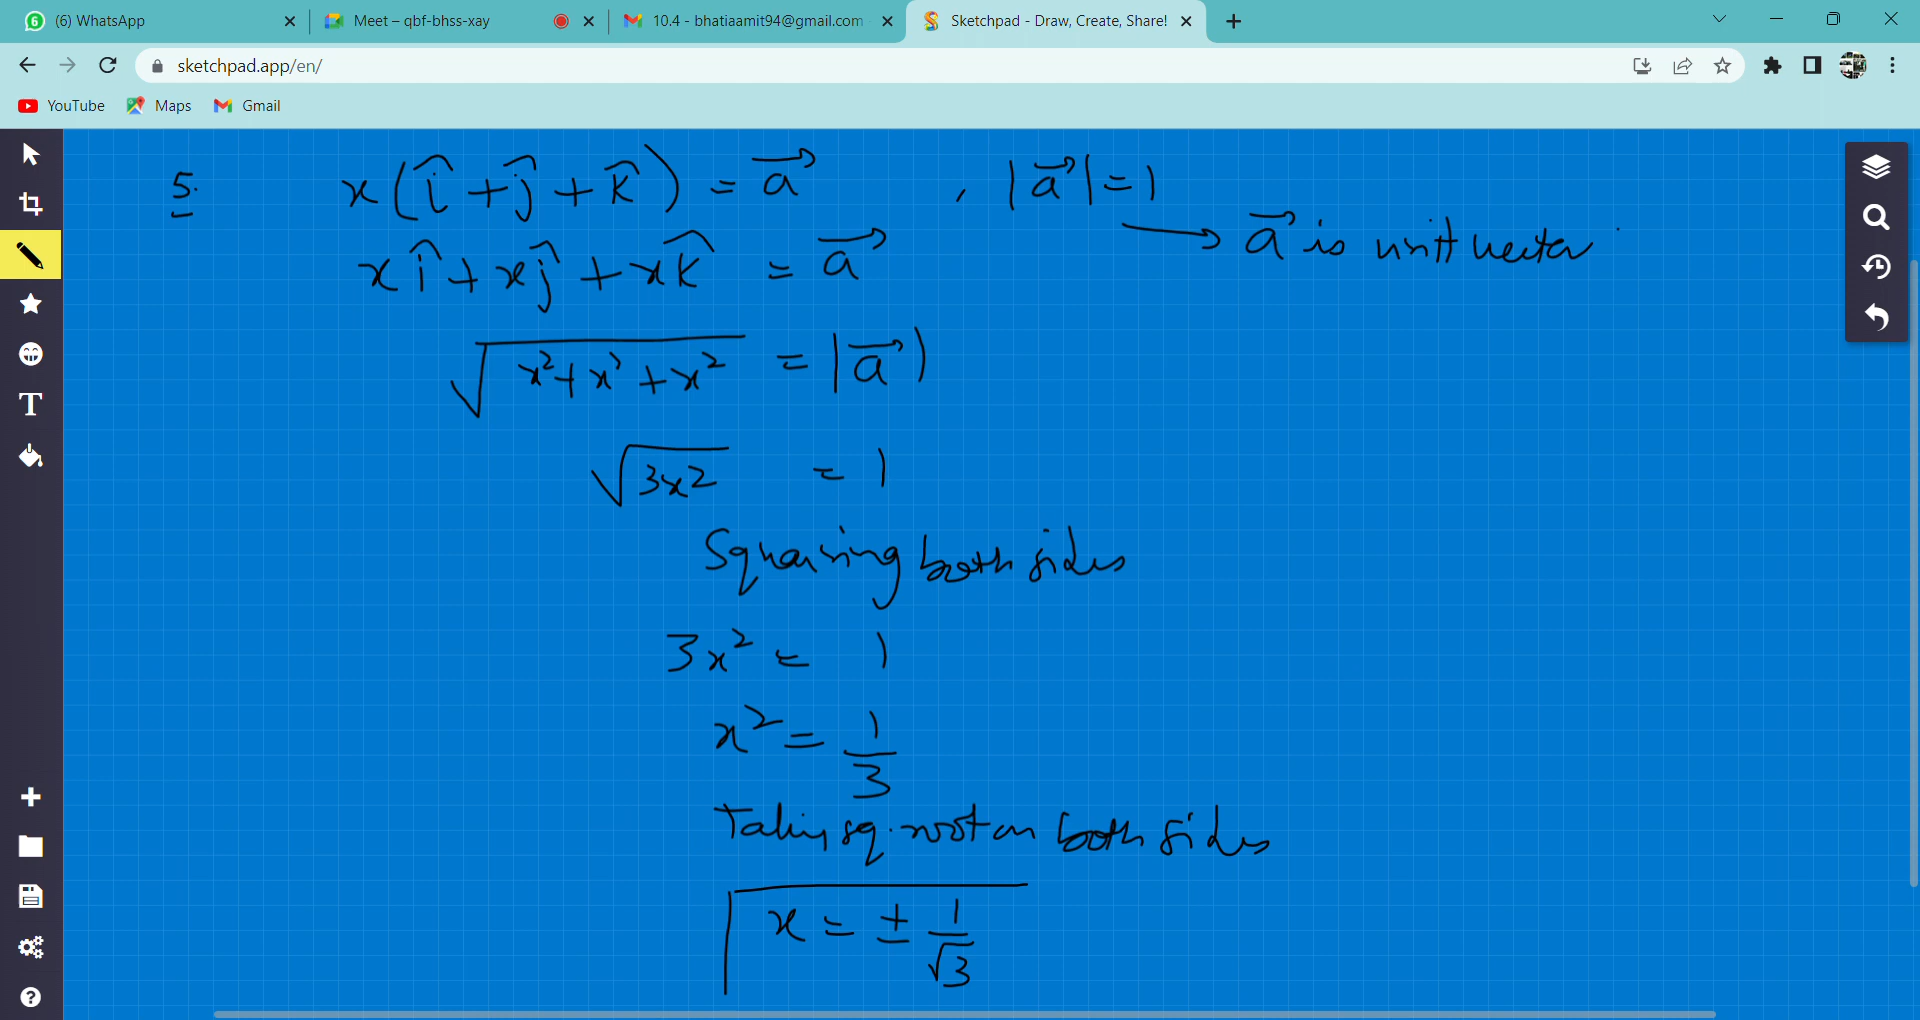 (6) WhatsApp
Meet – qbf-bhss-xay
10.4 - bhatiaamit94@gmail.com
Sketchpad - Draw, Create, Share!
sketchpad.app/en/
YouTube Maps Gmail
5. x(î + ĵ + k̂) = a⃗ , |a⃗| = 1
→ a⃗ is unit vector
xî + xĵ + xk̂ = a⃗
√(x² + x² + x²) = |a⃗|
√(3x²) = 1
Squaring both sides
3x² = 1
x² = 1/3
Taking sq. root on both sides
x = ± 1/√3
T